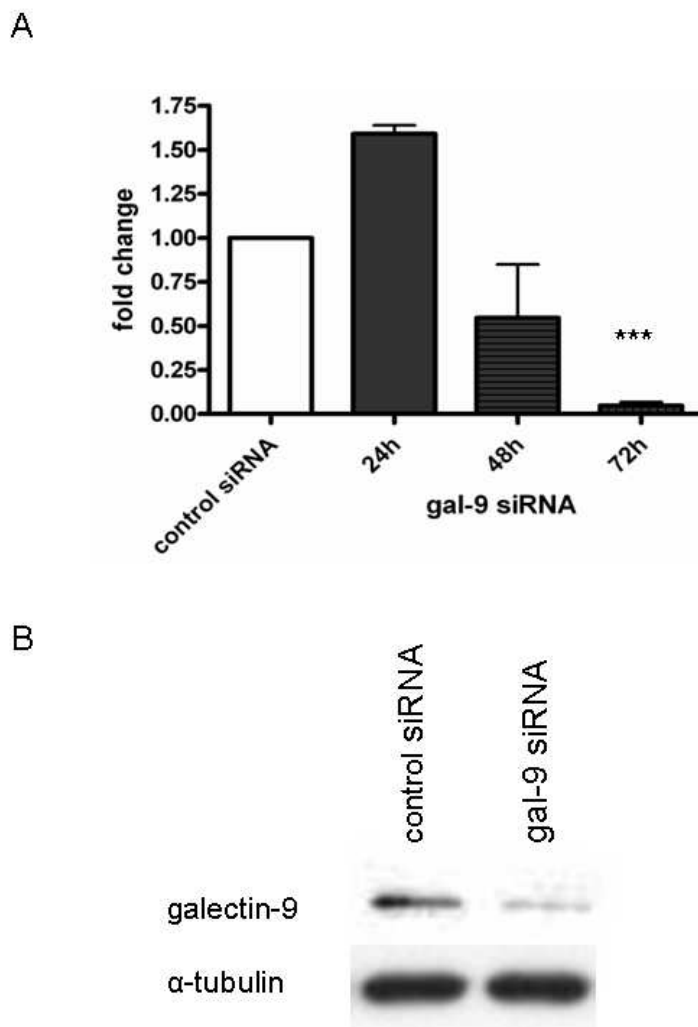 A
fold change
1.75
1.50
1.25
1.00
0.75
0.50
0.25
0.00
***
control siRNA
24h
48h
72h
gal-9 siRNA
B
control siRNA
gal-9 siRNA
galectin-9
α-tubulin